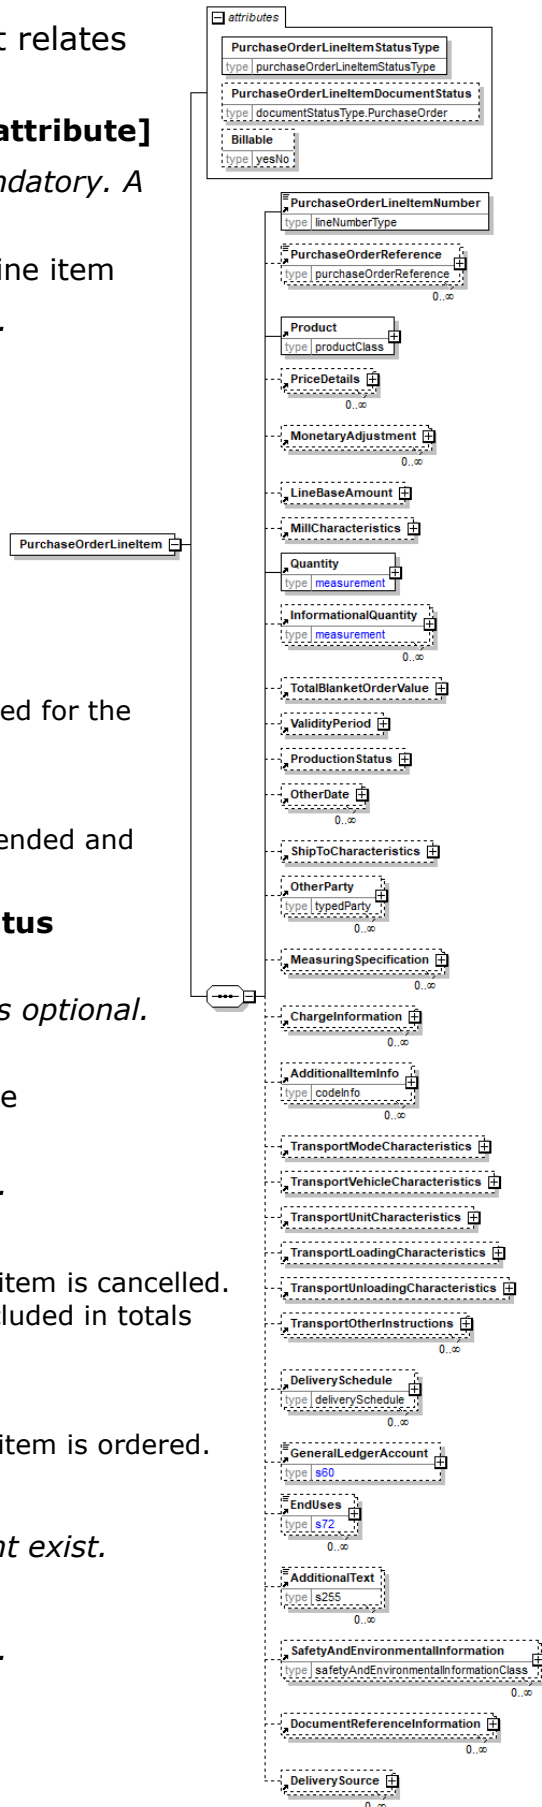 t relates
attribute]
ndatory. A
ine item
.
ed for the
ended and
tus
s optional.
e
.
item is cancelled.
cluded in totals
item is ordered.
nt exist.
.
PurchaseOrderLineItem
attributes
PurchaseOrderLineItemStatusType
type purchaseOrderLineItemStatusType
PurchaseOrderLineItemDocumentStatus
type documentStatusType.PurchaseOrder
Billable
type yesNo
PurchaseOrderLineItemNumber
type lineNumberType
PurchaseOrderReference
type purchaseOrderReference
0..∞
Product
type productClass
PriceDetails
0..∞
MonetaryAdjustment
0..∞
LineBaseAmount
MillCharacteristics
Quantity
type measurement
InformationalQuantity
type measurement
0..∞
TotalBlanketOrderValue
ValidityPeriod
ProductionStatus
OtherDate
0..∞
ShipToCharacteristics
OtherParty
type typedParty
0..∞
MeasuringSpecification
0..∞
ChargeInformation
0..∞
AdditionalItemInfo
type codeInfo
0..∞
TransportModeCharacteristics
TransportVehicleCharacteristics
TransportUnitCharacteristics
TransportLoadingCharacteristics
TransportUnloadingCharacteristics
TransportOtherInstructions
0..∞
DeliverySchedule
type deliverySchedule
0..∞
GeneralLedgerAccount
type s60
EndUses
type s72
0..∞
AdditionalText
type s255
0..∞
SafetyAndEnvironmentalInformation
type safetyAndEnvironmentalInformationClass
0..∞
DocumentReferenceInformation
0..∞
DeliverySource
0..∞